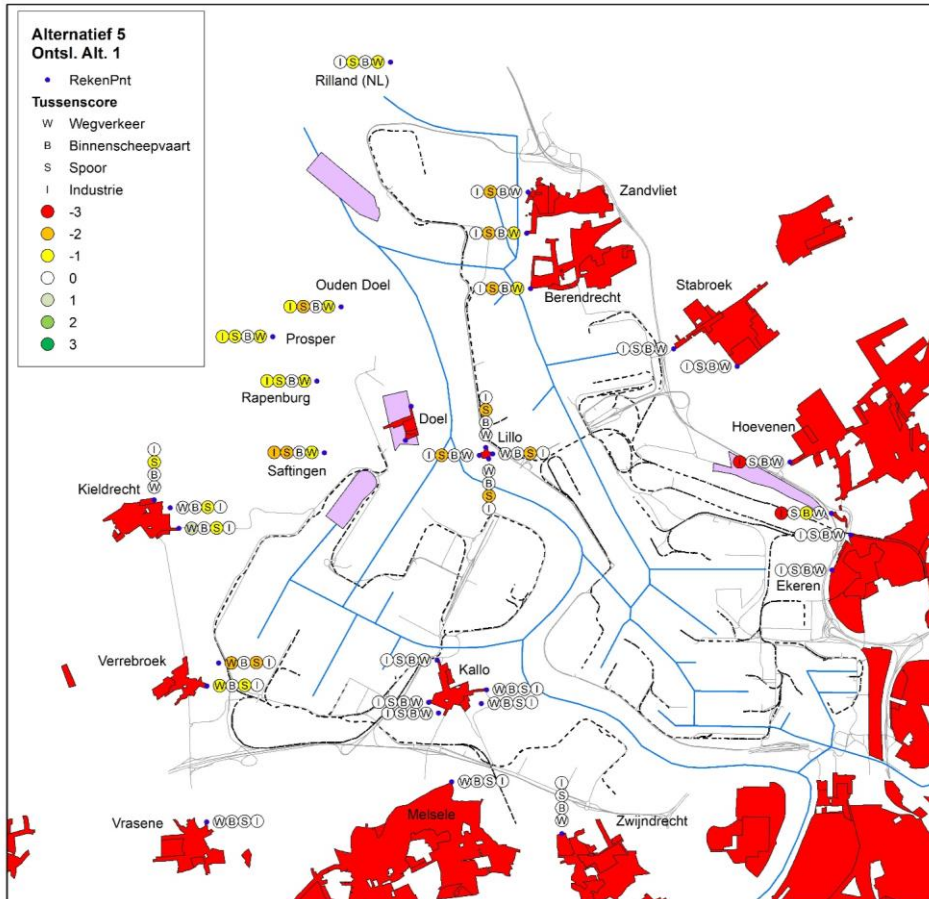 Alternatief 5
Ontsl. Alt. 1
RekenPnt
Tussenscore
W Wegverkeer
B Binnenscheepvaart
S Spoor
I Industrie
-3
-2
-1
0
1
2
3
I S B W
Rilland (NL)
I S B W
Zandvliet
I S B W
Ouden Doel
I S B W
Berendrecht
Stabroek
I S B W
I S B W
Prosper
I S B W
I S B W
Rapenburg
I S B W
I
S
B
W
Doel
Lillo
Hoevenen
I S B W
Saftingen
I S B W
W B S I
I S B W
I
S
B
W
Kieldrecht
W
B
S
I
W B S I
W B S I
I S B W
I S B W
I S B W
Ekeren
Verrebroek
W B S I
W B S I
I S B W
Kallo
W B S I
I S B W
W B S I
I S B W
W B S I
Melsele
I
S
B
W
Zwijndrecht
Vrasene
W B S I